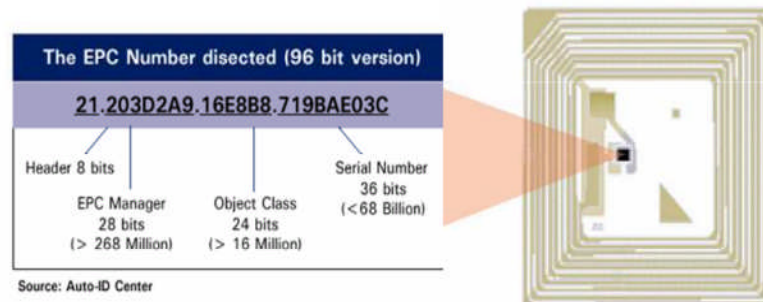 The EPC Number disected (96 bit version)
21.203D2A9.16E8B8.719BAE03C
Header 8 bits
EPC Manager
28 bits
(> 268 Million)
Object Class
24 bits
(> 16 Million)
Serial Number
36 bits
(<68 Billion)
Source: Auto-ID Center